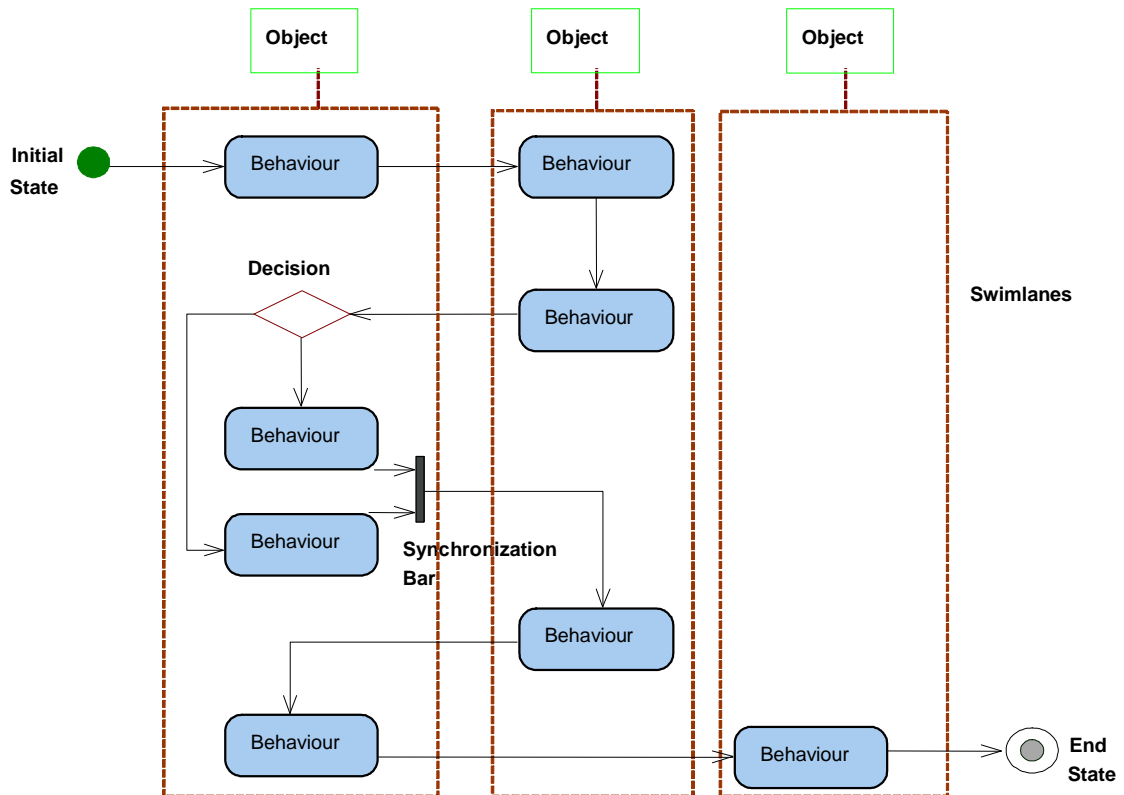 Object
Object
Object
Initial
State
Behaviour
Behaviour
Decision
Behaviour
Swimlanes
Behaviour
Behaviour
Synchronization
Bar
Behaviour
Behaviour
Behaviour
End
State